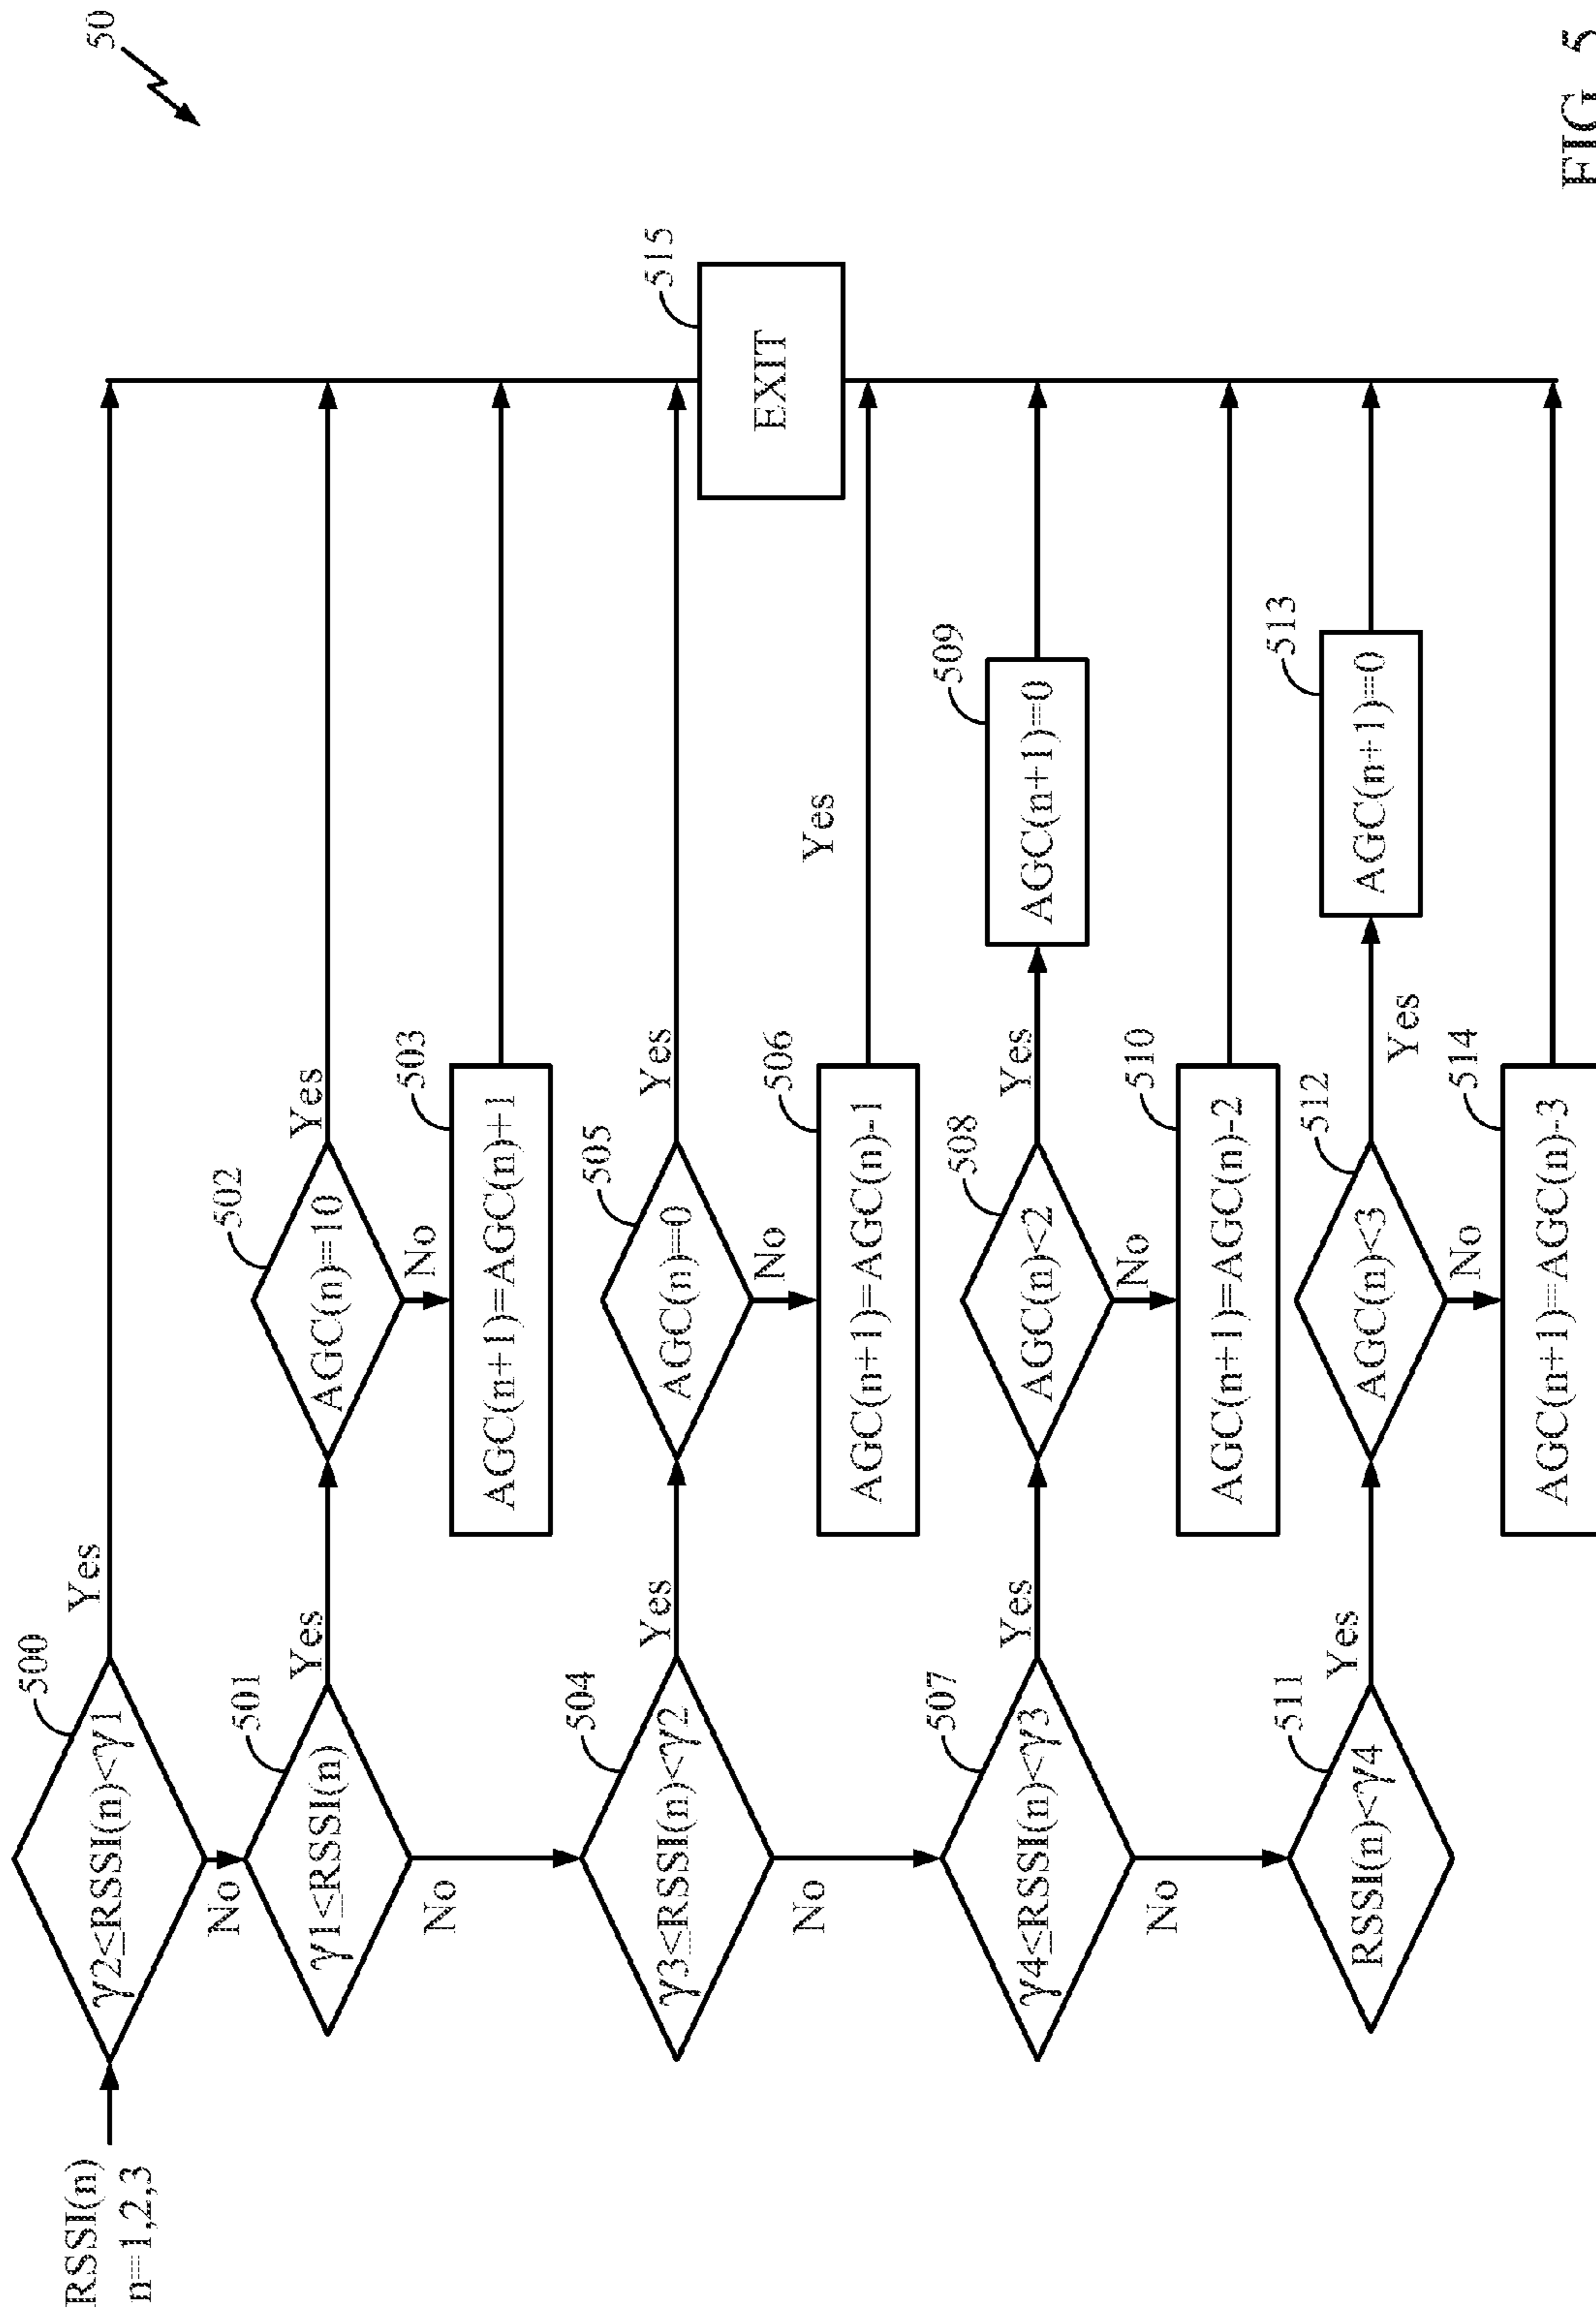 50
RSSI(n)
n=1,2,3
500
γ2≤RSSI(n)<γ1
Yes
No
501
γ1≤RSSI(n)
Yes
No
502
AGC(n)=10
Yes
No
503
AGC(n+1)=AGC(n)+1
504
γ3≤RSSI(n)<γ2
Yes
No
505
AGC(n)=0
Yes
No
506
AGC(n+1)=AGC(n)-1
Yes
507
γ4≤RSSI(n)<γ3
Yes
No
508
AGC(n)<2
Yes
No
509
AGC(n+1)=0
510
AGC(n+1)=AGC(n)-2
511
RSSI(n)<γ4
Yes
512
AGC(n)<3
Yes
No
513
AGC(n+1)=0
514
AGC(n+1)=AGC(n)-3
515
EXIT
FIG. 5